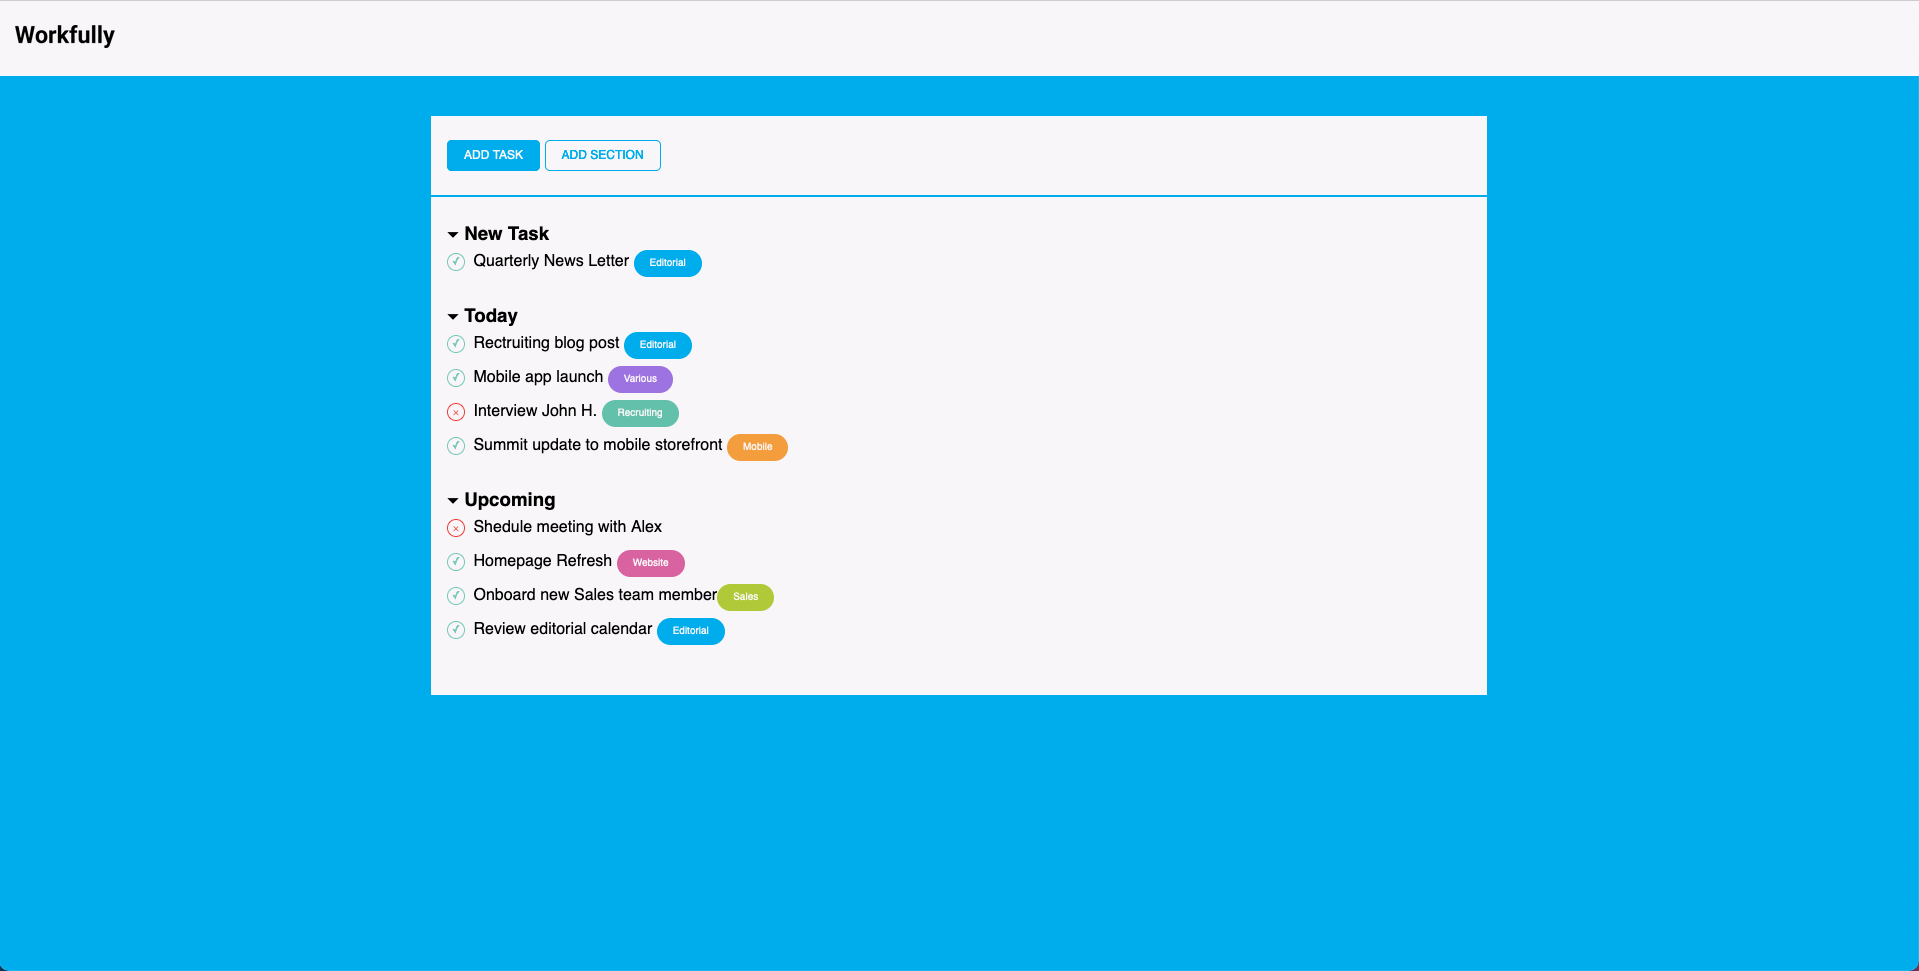 Workfully
ADD TASK ADD SECTION
New Task
Quarterly News Letter Editorial
Today
Rectruiting blog post Editorial
Mobile app launch Various
Interview John H. Recruiting
Summit update to mobile storefront Mobile
Upcoming
Shedule meeting with Alex
Homepage Refresh Website
Onboard new Sales team member Sales
Review editorial calendar Editorial